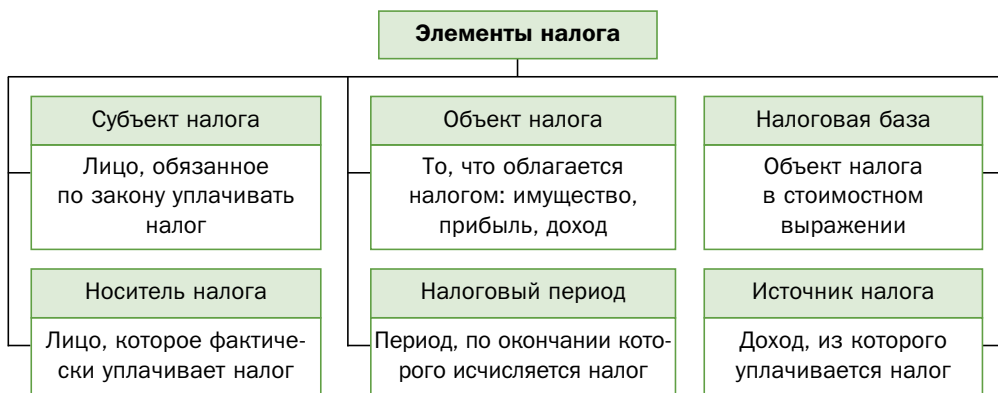 Элементы налога
Субъект налога
Лицо, обязанное
по закону уплачивать
налог
Объект налога
То, что облагается
налогом: имущество,
прибыль, доход
Налоговая база
Объект налога
в стоимостном
выражении
Носитель налога
Лицо, которое фактиче-
ски уплачивает налог
Налоговый период
Период, по окончании кото-
рого исчисляется налог
Источник налога
Доход, из которого
уплачивается налог